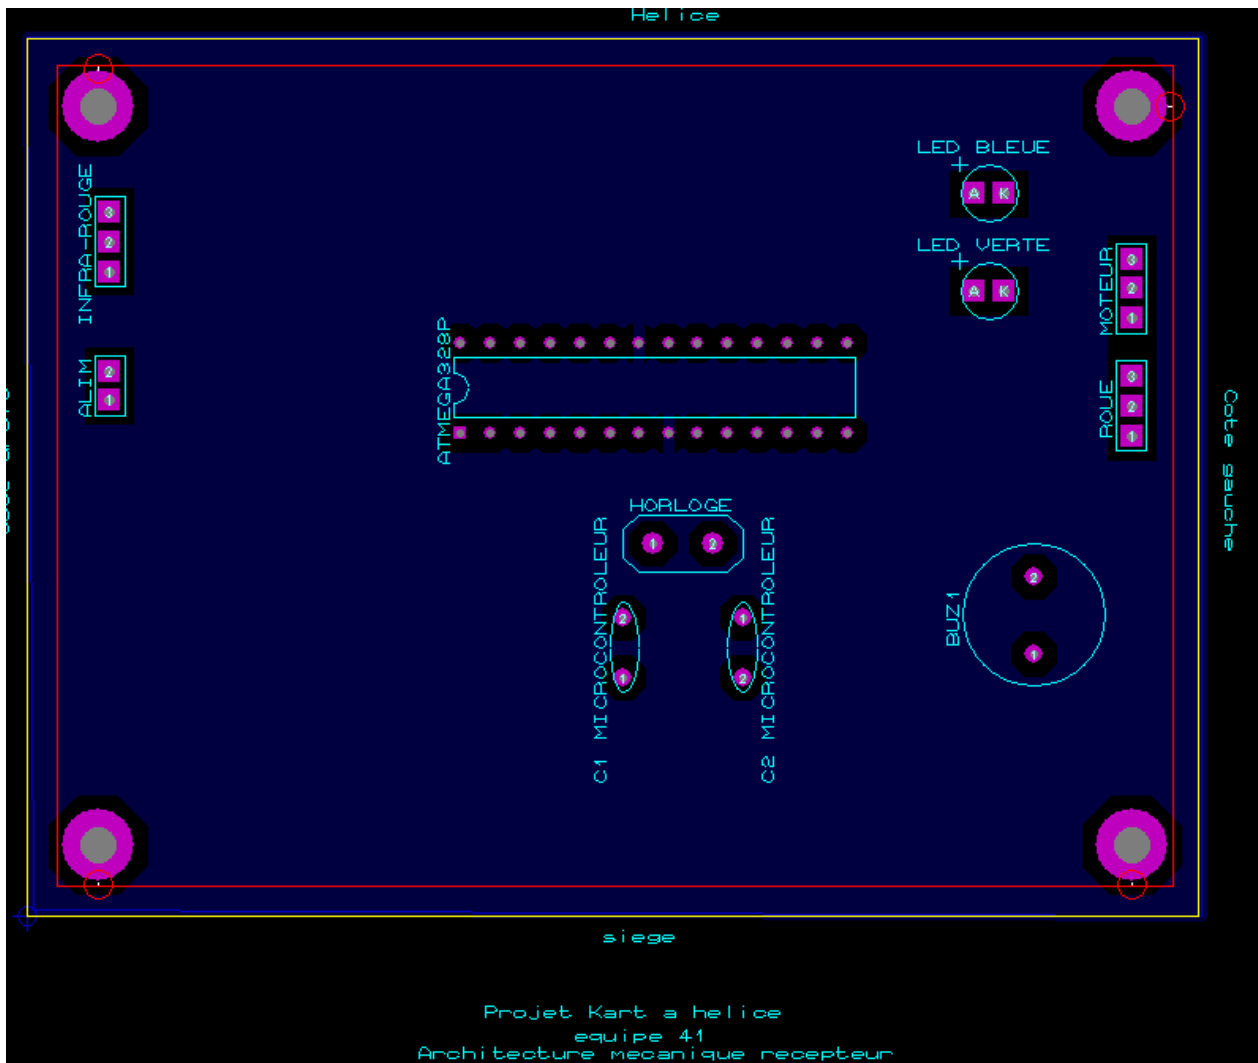 Helice
LED BLEUE
+
A K
INFRA-ROUGE
3
2
1
LED VERTE
+
A K
MOTEUR
3
2
1
ALIM
2
1
ATMEGA328P
ROUE
3
2
1
Cote gauche
HORLOGE
1 2
C1 MICROCONTROLEUR
2
1
C2 MICROCONTROLEUR
1
2
BUZ1
2
1
siege
Projet Kart a helice
equipe 41
Architecture mecanique recepteur